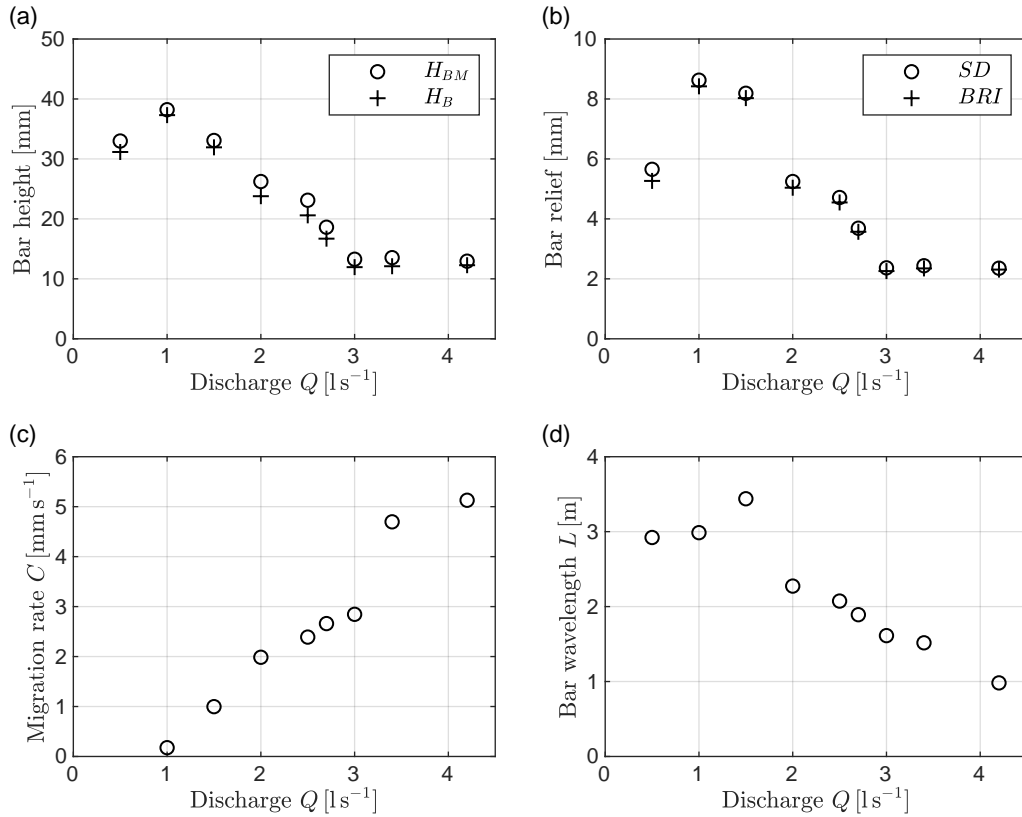 (a)
50
40
30
20
10
0
Bar height [mm]
H_{BM}
H_B
0 1 2 3 4
Discharge Q [l s⁻¹]
(b)
10
8
6
4
2
0
Bar relief [mm]
SD
BRI
0 1 2 3 4
Discharge Q [l s⁻¹]
(c)
6
5
4
3
2
1
0
Migration rate C [mm s⁻¹]
0 1 2 3 4
Discharge Q [l s⁻¹]
(d)
4
3
2
1
0
Bar wavelength L [m]
0 1 2 3 4
Discharge Q [l s⁻¹]